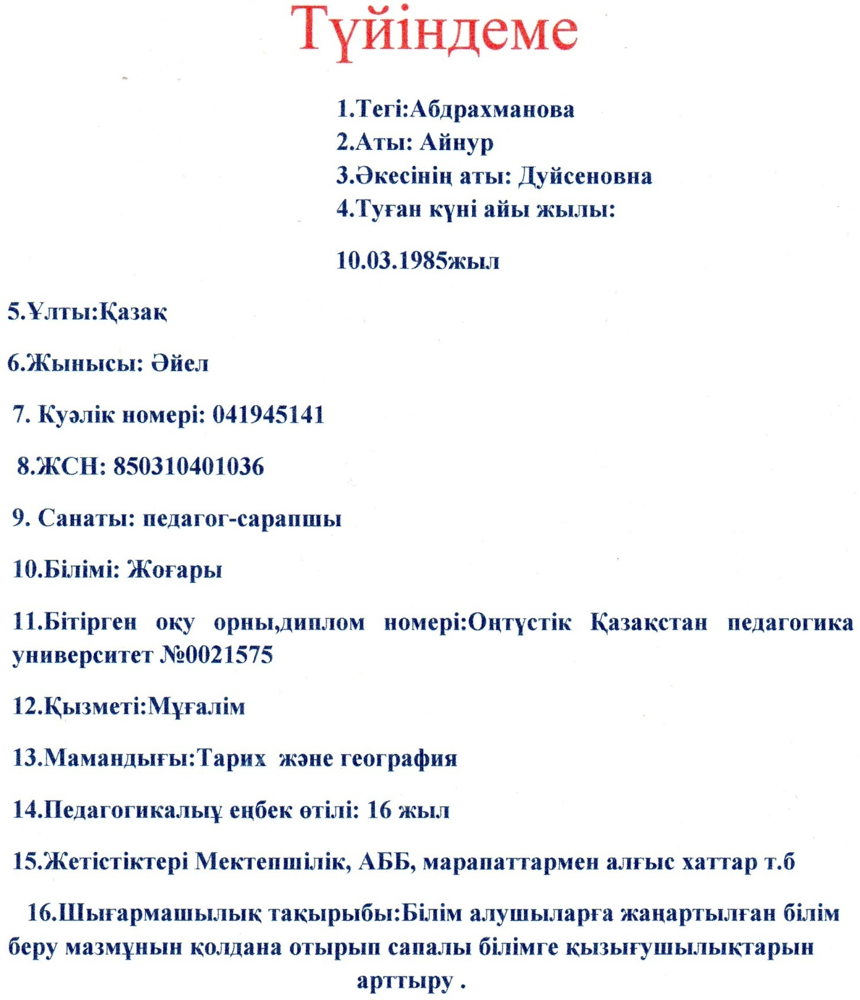 Түйіндеме
1.Тегі:Абдрахманова
2.Аты: Айнур
3.Әкесінің аты: Дуйсеновна
4.Туған күні айы жылы:
10.03.1985жыл
5.Ұлты:Қазақ
6.Жынысы: Әйел
7. Куәлік номері: 041945141
8.ЖСН: 850310401036
9. Санаты: педагог-сарапшы
10.Білімі: Жоғары
11.Бітірген оқу орны,диплом номері:Оңтүстік Қазақстан педагогика
университет №0021575
12.Қызметі:Мұғалім
13.Мамандығы:Тарих және география
14.Педагогикалыұ еңбек өтілі: 16 жыл
15.Жетістіктері Мектепшілік, АББ, марапаттармен алғыс хаттар т.б
16.Шығармашылық тақырыбы:Білім алушыларға жаңартылған білім
беру мазмұнын қолдана отырып сапалы білімге қызығушылықтарын
арттыру .